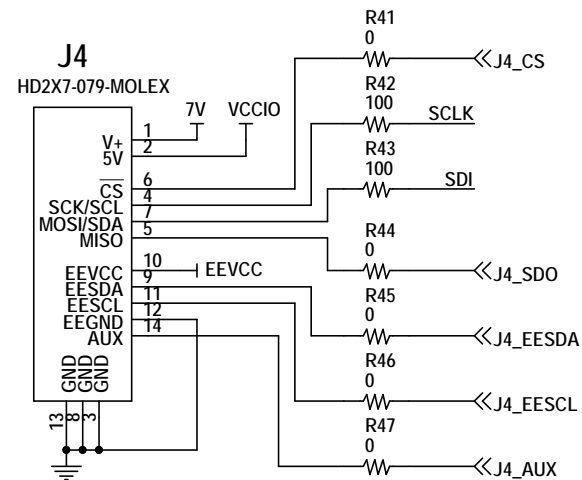 J4
HD2X7-079-MOLEX
7V
VCCIO
V+
1
5V
2
CS
6
SCK/SCL
4
MOSI/SDA
7
MISO
5
EEVCC
10
EEVCC
EESDA
9
EESCL
11
EEGND
12
AUX
14
GND
GND
GND
13
8
3
R41
0
J4_CS
R42
100
SCLK
R43
100
SDI
R44
0
J4_SDO
R45
0
J4_EESDA
R46
0
J4_EESCL
R47
0
J4_AUX